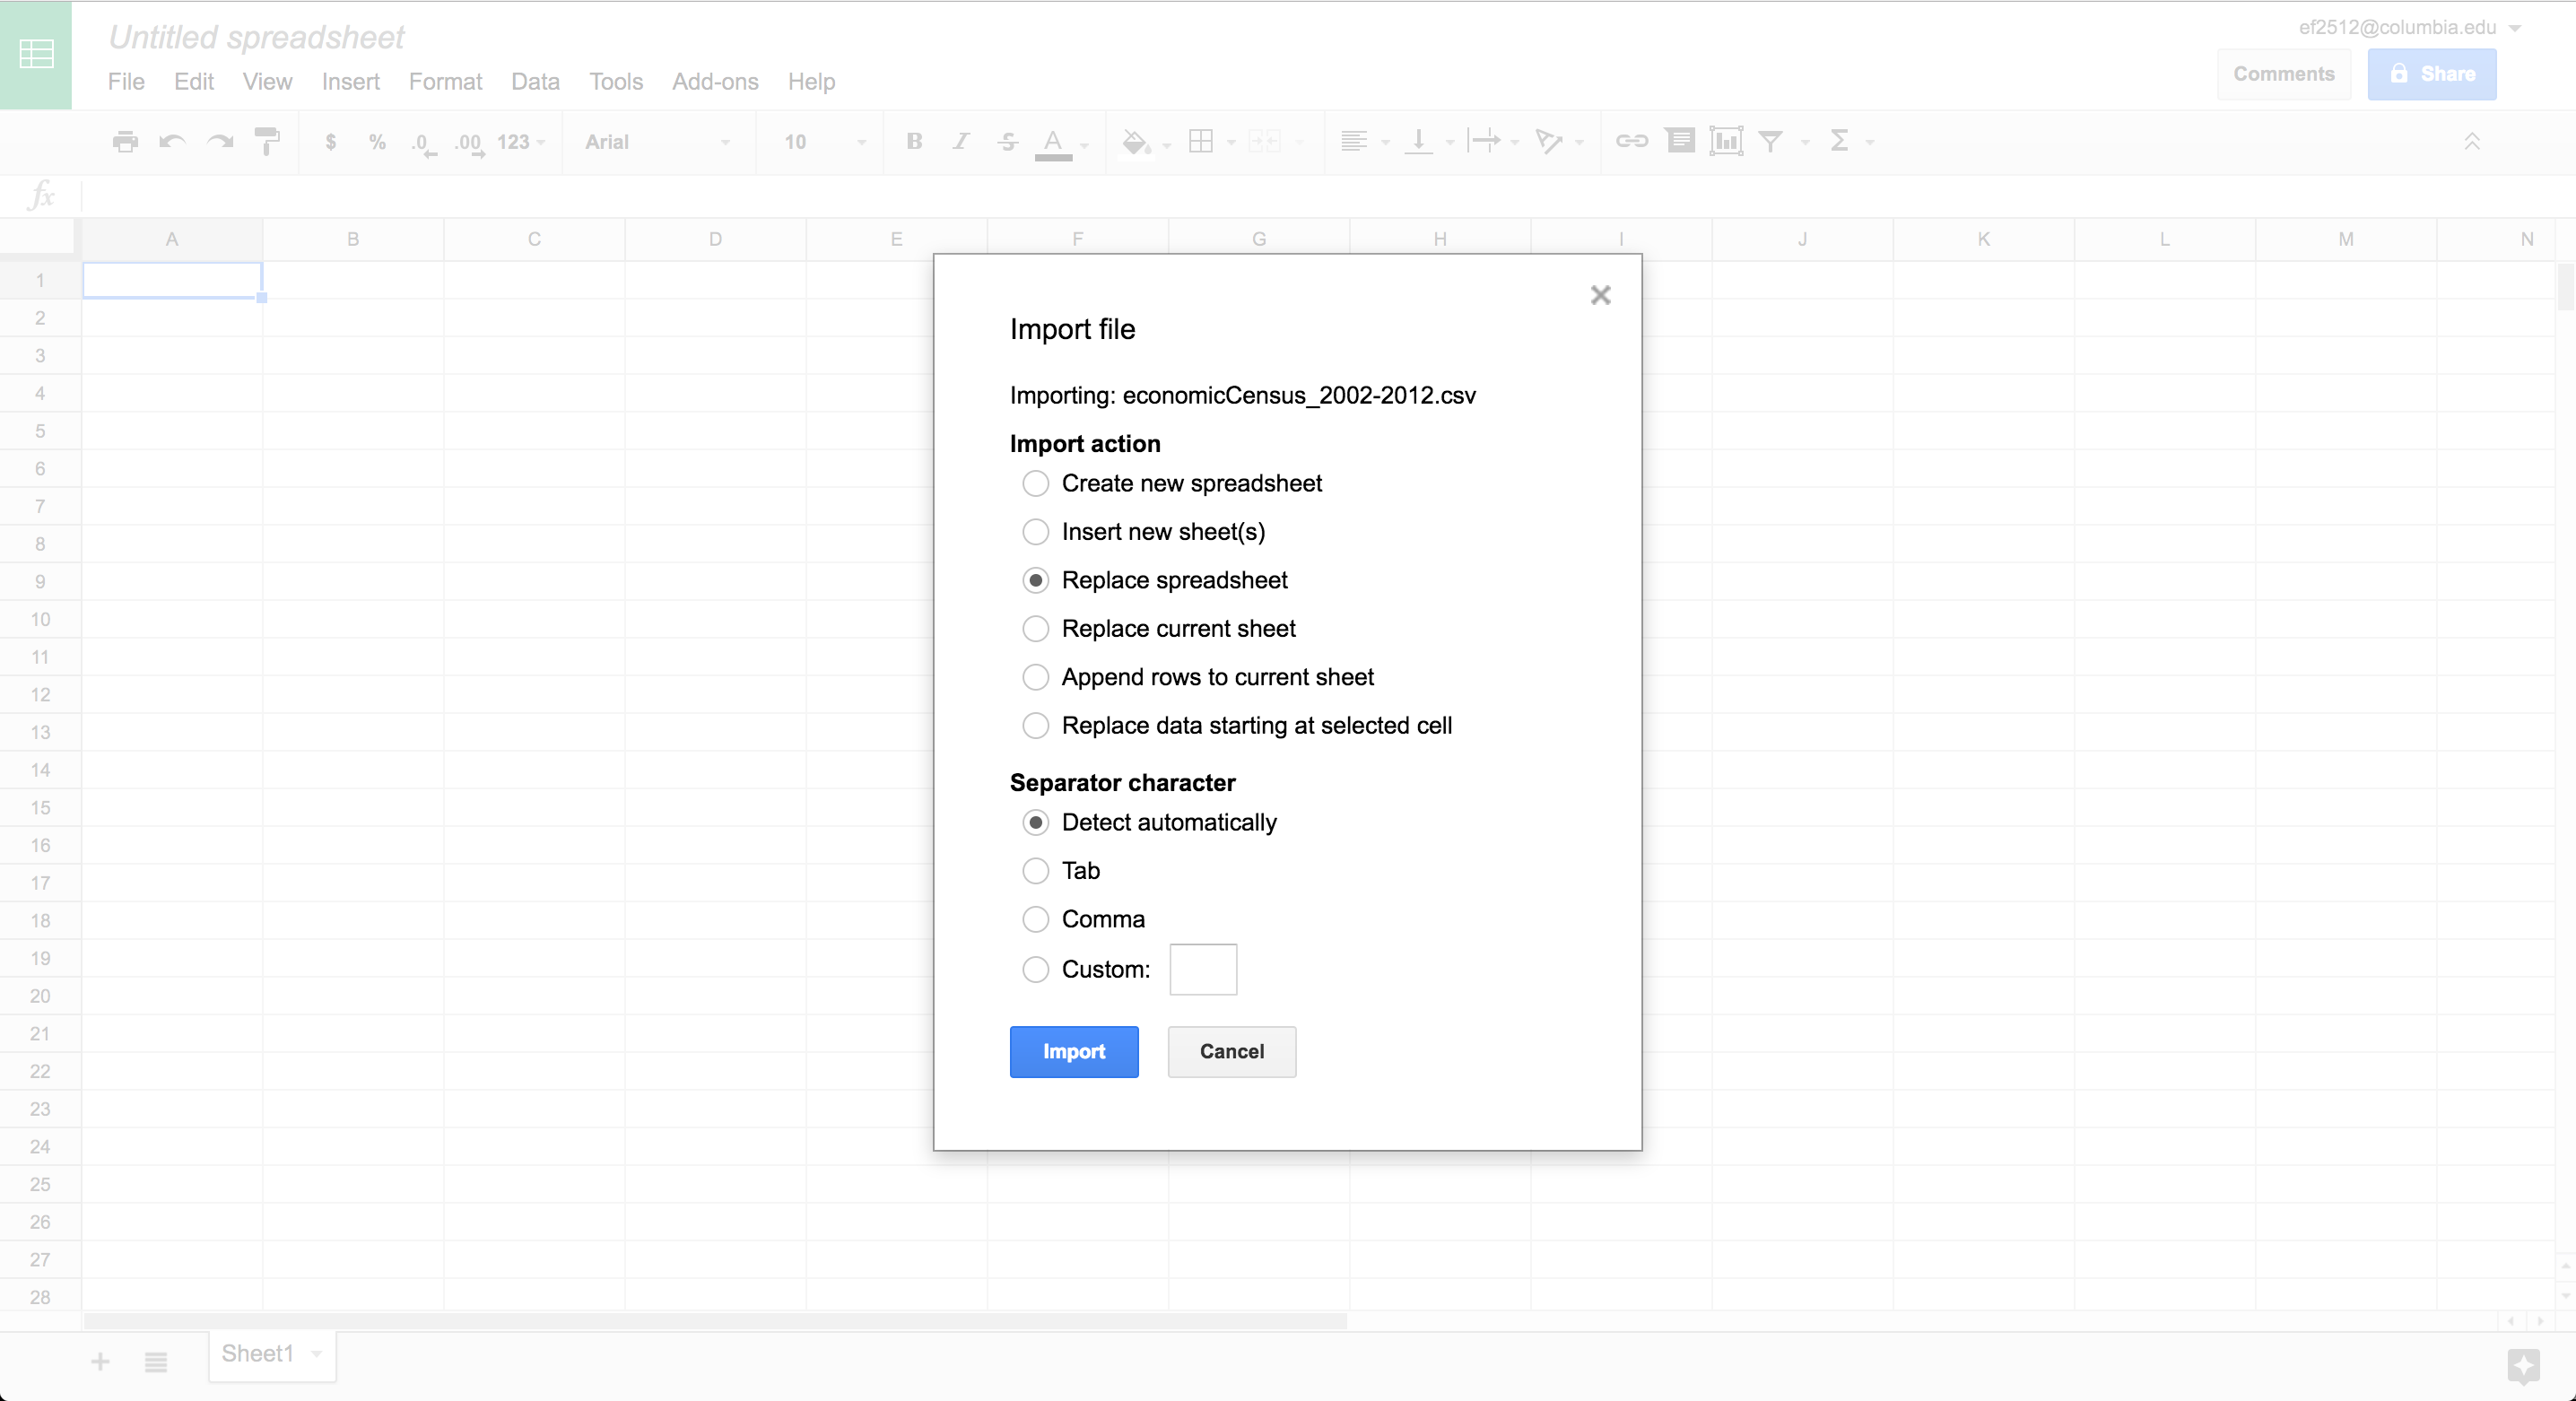 Untitled spreadsheet
ef2512@columbia.edu
File Edit View Insert Format Data Tools Add-ons Help
Comments Share
$ % .0 .00 123 Arial 10 B I S A Σ
fx
A B C D E F G H I J K L M N
1
2
3
4
5
6
7
8
9
10
11
12
13
14
15
16
17
18
19
20
21
22
23
24
25
26
27
28
Import file
Importing: economicCensus_2002-2012.csv
Import action
Create new spreadsheet
Insert new sheet(s)
Replace spreadsheet
Replace current sheet
Append rows to current sheet
Replace data starting at selected cell
Separator character
Detect automatically
Tab
Comma
Custom:
Import Cancel
Sheet1